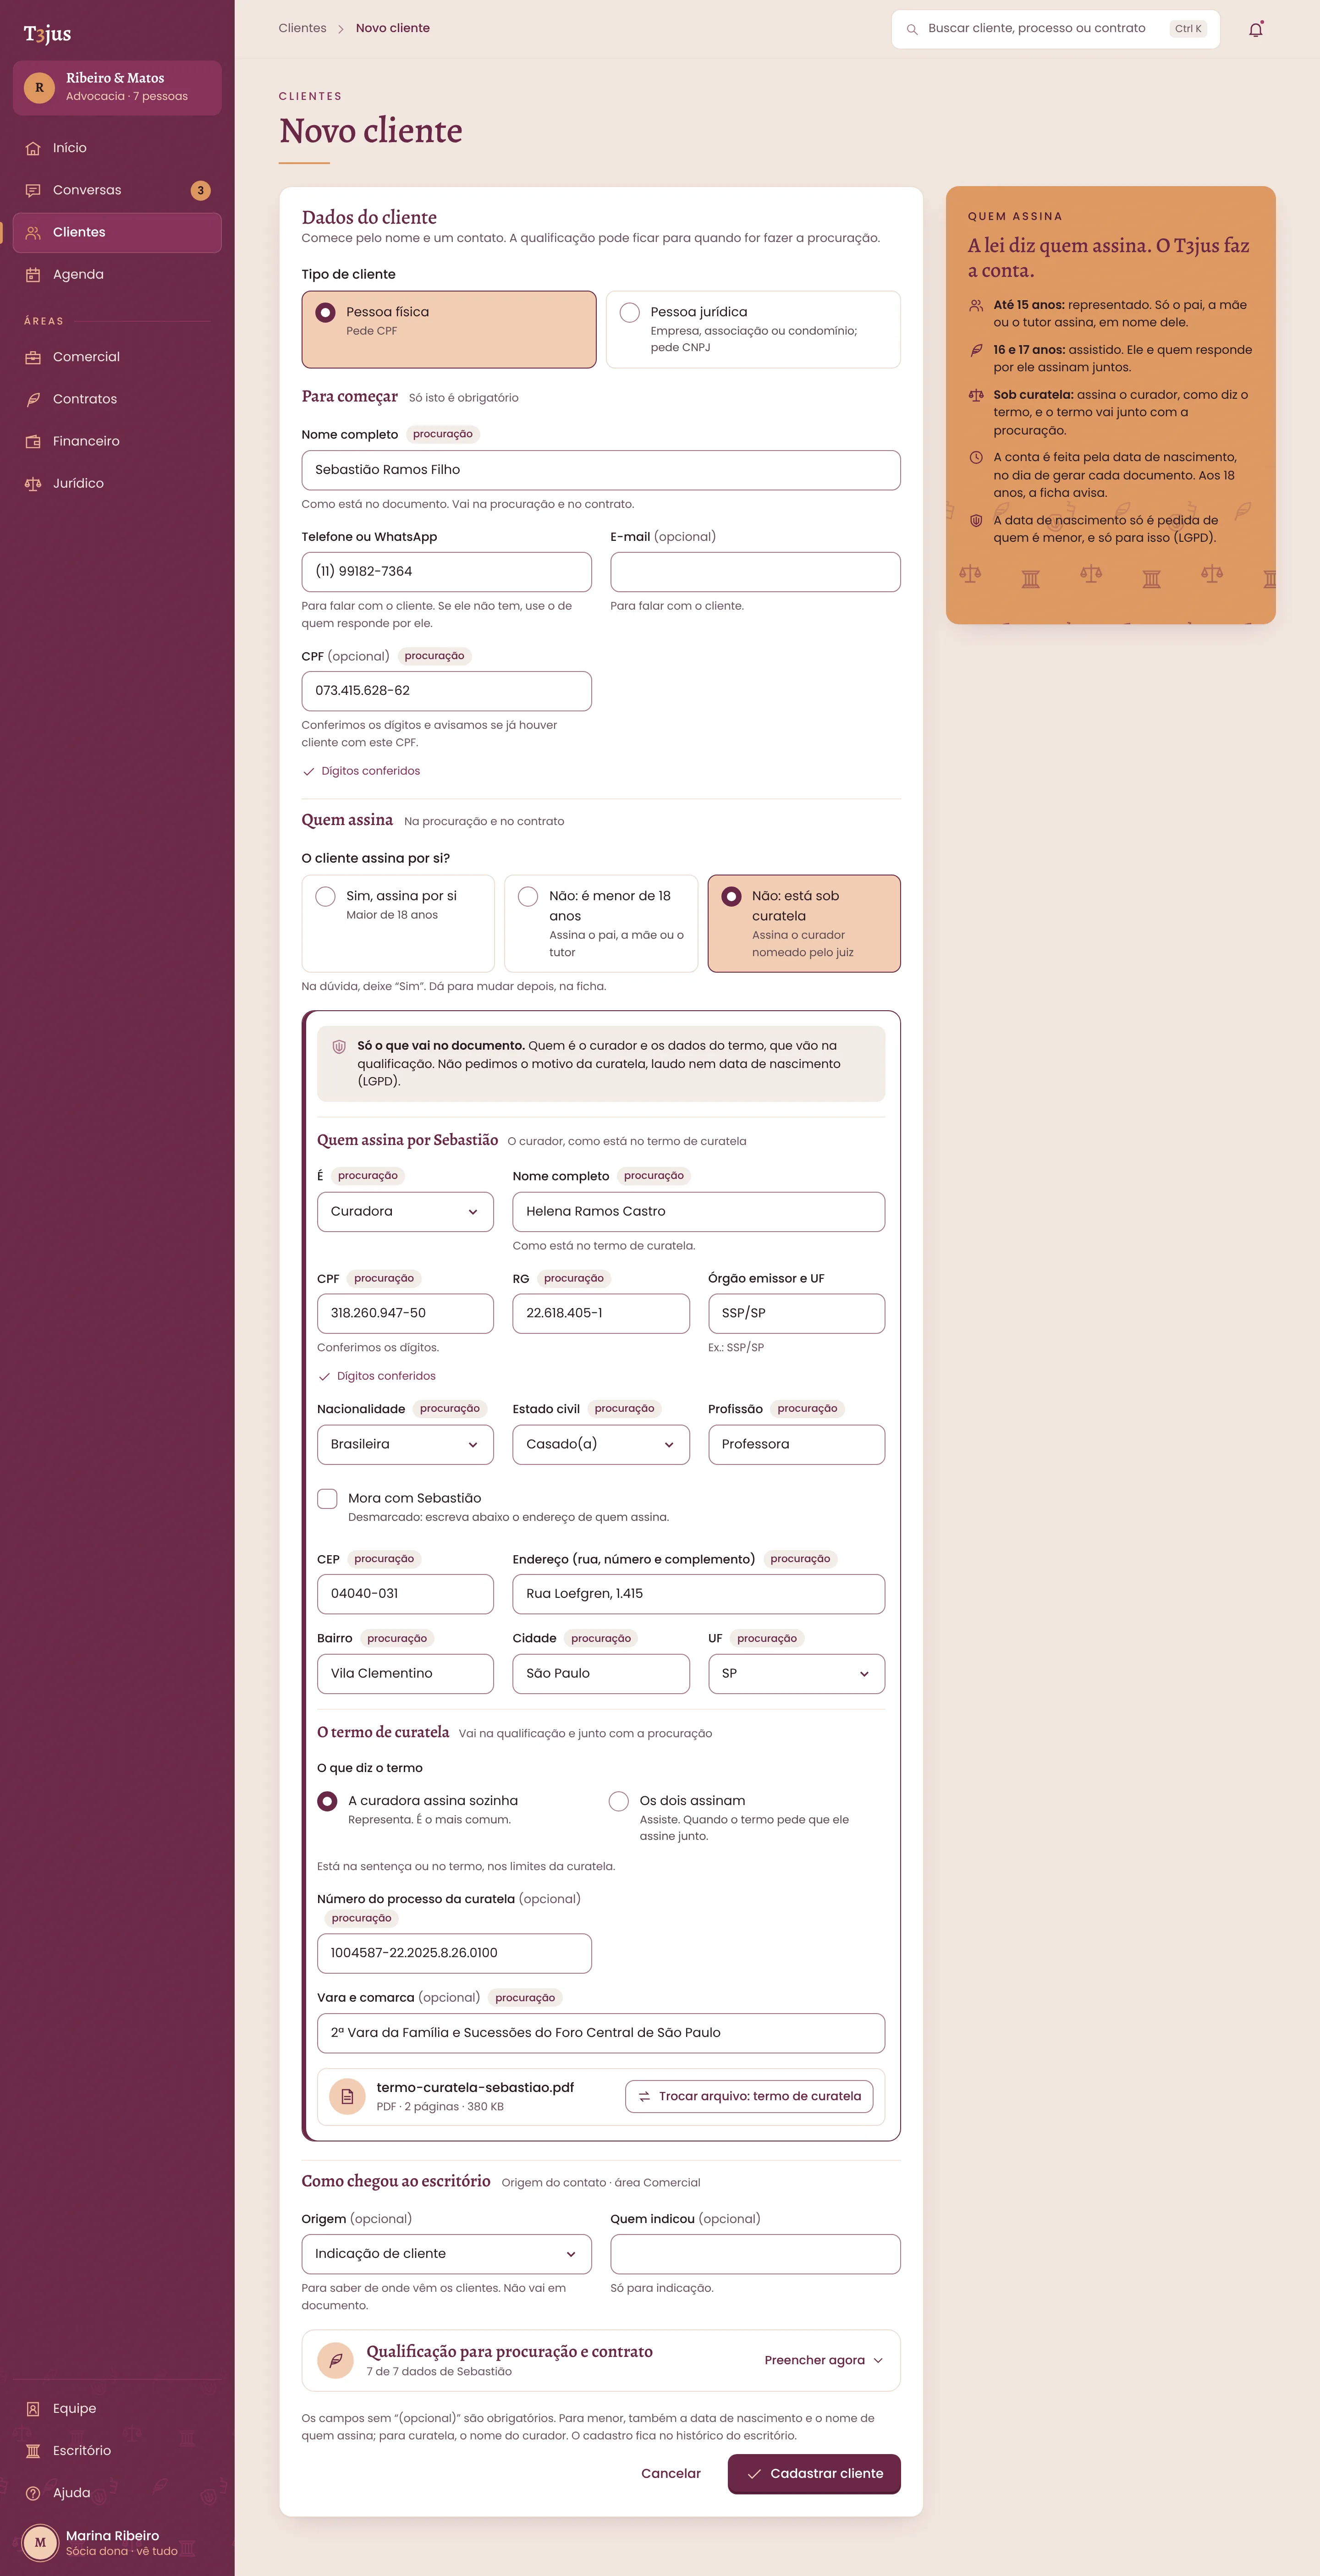 T3jus
R
Ribeiro & Matos
Advocacia · 7 pessoas
Início
Conversas
3
Clientes
Agenda
ÁREAS
Comercial
Contratos
Financeiro
Jurídico
Equipe
Escritório
Ajuda
M
Marina Ribeiro
Sócia dona · vê tudo
Clientes
Novo cliente
Buscar cliente, processo ou contrato
Ctrl K
CLIENTES
Novo cliente
Dados do cliente
Comece pelo nome e um contato. A qualificação pode ficar para quando for fazer a procuração.
Tipo de cliente
Pessoa física
Pede CPF
Pessoa jurídica
Empresa, associação ou condomínio;
pede CNPJ
Para começar Só isto é obrigatório
Nome completo procuração
Sebastião Ramos Filho
Como está no documento. Vai na procuração e no contrato.
Telefone ou WhatsApp
(11) 99182-7364
Para falar com o cliente. Se ele não tem, use o de
quem responde por ele.
E-mail (opcional)
Para falar com o cliente.
CPF (opcional) procuração
073.415.628-62
Conferimos os dígitos e avisamos se já houver
cliente com este CPF.
Dígitos conferidos
Quem assina Na procuração e no contrato
O cliente assina por si?
Sim, assina por si
Maior de 18 anos
Não: é menor de 18
anos
Assina o pai, a mãe ou o
tutor
Não: está sob
curatela
Assina o curador
nomeado pelo juiz
Na dúvida, deixe “Sim”. Dá para mudar depois, na ficha.
Só o que vai no documento. Quem é o curador e os dados do termo, que vão na
qualificação. Não pedimos o motivo da curatela, laudo nem data de nascimento
(LGPD).
Quem assina por Sebastião O curador, como está no termo de curatela
É procuração
Curadora
Nome completo procuração
Helena Ramos Castro
Como está no termo de curatela.
CPF procuração
318.260.947-50
Conferimos os dígitos.
Dígitos conferidos
RG procuração
22.618.405-1
Órgão emissor e UF
SSP/SP
Ex.: SSP/SP
Nacionalidade procuração
Brasileira
Estado civil procuração
Casado(a)
Profissão procuração
Professora
Mora com Sebastião
Desmarcado: escreva abaixo o endereço de quem assina.
CEP procuração
04040-031
Endereço (rua, número e complemento) procuração
Rua Loefgren, 1.415
Bairro procuração
Vila Clementino
Cidade procuração
São Paulo
UF procuração
SP
O termo de curatela Vai na qualificação e junto com a procuração
O que diz o termo
A curadora assina sozinha
Representa. É o mais comum.
Os dois assinam
Assiste. Quando o termo pede que ele
assine junto.
Está na sentença ou no termo, nos limites da curatela.
Número do processo da curatela (opcional)
procuração
1004587-22.2025.8.26.0100
Vara e comarca (opcional) procuração
2ª Vara da Família e Sucessões do Foro Central de São Paulo
termo-curatela-sebastiao.pdf
PDF · 2 páginas · 380 KB
Trocar arquivo: termo de curatela
Como chegou ao escritório Origem do contato · área Comercial
Origem (opcional)
Indicação de cliente
Para saber de onde vêm os clientes. Não vai em
documento.
Quem indicou (opcional)
Só para indicação.
Qualificação para procuração e contrato
7 de 7 dados de Sebastião
Preencher agora
Os campos sem “(opcional)” são obrigatórios. Para menor, também a data de nascimento e o nome de
quem assina; para curatela, o nome do curador. O cadastro fica no histórico do escritório.
Cancelar
Cadastrar cliente
QUEM ASSINA
A lei diz quem assina. O T3jus faz
a conta.
Até 15 anos: representado. Só o pai, a mãe
ou o tutor assina, em nome dele.
16 e 17 anos: assistido. Ele e quem responde
por ele assinam juntos.
Sob curatela: assina o curador, como diz o
termo, e o termo vai junto com a
procuração.
A conta é feita pela data de nascimento,
no dia de gerar cada documento. Aos 18
anos, a ficha avisa.
A data de nascimento só é pedida de
quem é menor, e só para isso (LGPD).